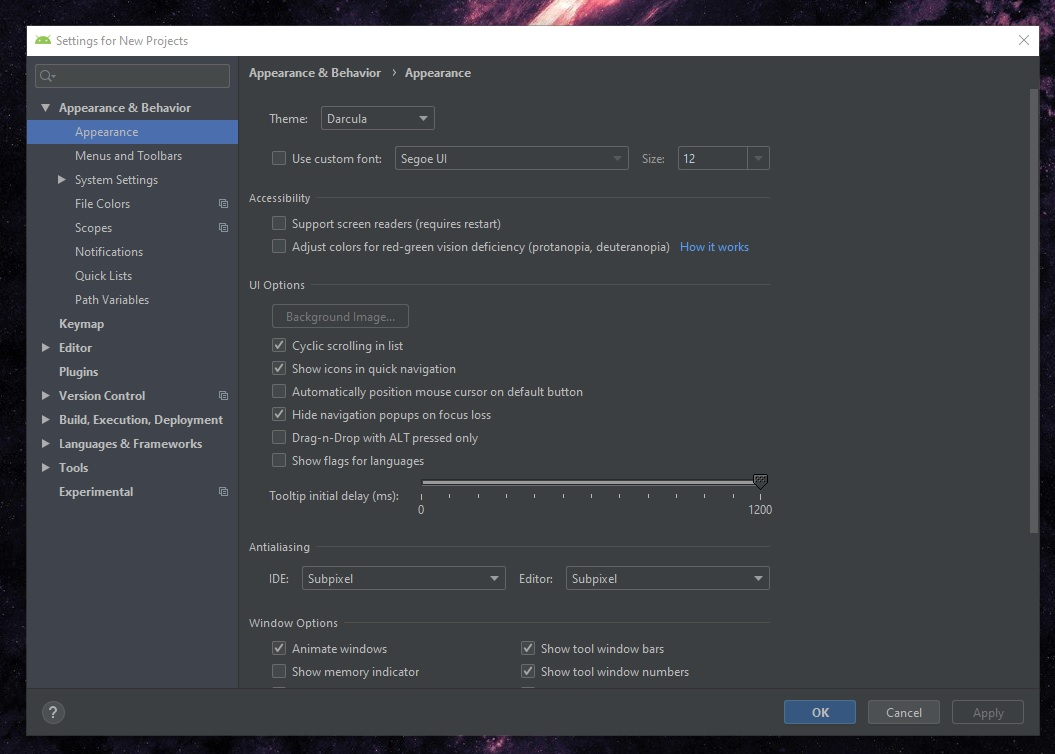 Settings for New Projects
Appearance & Behavior
Appearance
Menus and Toolbars
System Settings
File Colors
Scopes
Notifications
Quick Lists
Path Variables
Keymap
Editor
Plugins
Version Control
Build, Execution, Deployment
Languages & Frameworks
Tools
Experimental
Appearance & Behavior › Appearance
Theme: Darcula
Use custom font: Segoe UI Size: 12
Accessibility
Support screen readers (requires restart)
Adjust colors for red-green vision deficiency (protanopia, deuteranopia) How it works
UI Options
Background Image...
Cyclic scrolling in list
Show icons in quick navigation
Automatically position mouse cursor on default button
Hide navigation popups on focus loss
Drag-n-Drop with ALT pressed only
Show flags for languages
Tooltip initial delay (ms):
0 1200
Antialiasing
IDE: Subpixel Editor: Subpixel
Window Options
Animate windows Show tool window bars
Show memory indicator Show tool window numbers
? OK Cancel Apply